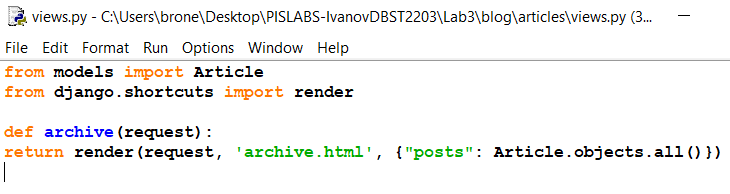 views.py - C:\Users\brone\Desktop\PISLABS-IvanovDBST2203\Lab3\blog\articles\views.py (3...
File Edit Format Run Options Window Help
from models import Article
from django.shortcuts import render
def archive(request):
return render(request, 'archive.html', {"posts": Article.objects.all()})